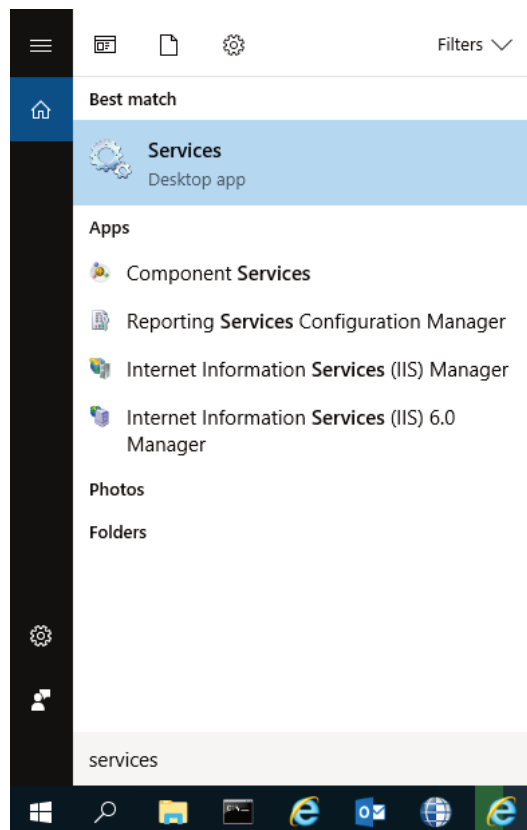 Filters
Best match
Services
Desktop app
Apps
Component Services
Reporting Services Configuration Manager
Internet Information Services (IIS) Manager
Internet Information Services (IIS) 6.0
Manager
Photos
Folders
services